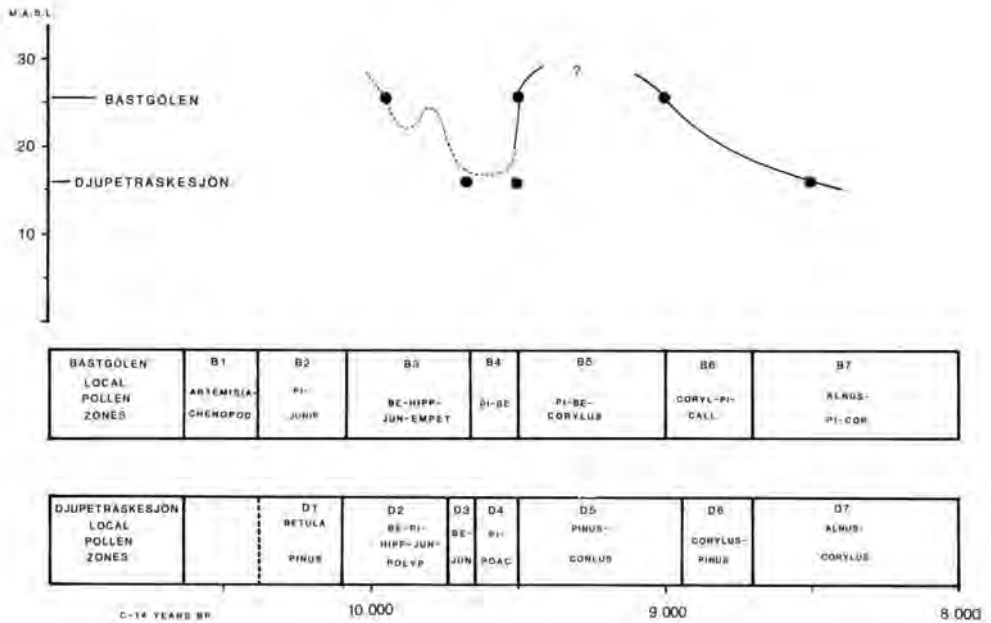 M.A.S.L.
30
?
BASTGÖLEN
20
DJUPETRÄSKESJÖN
10
BASTGÖLEN
LOCAL
POLLEN
ZONES
B1
ARTEMISIA-
CHENOPOD
B2
PI-
JUNIP
B3
BE-HIPP-
JUN-EMPET
B4
PI-BE
B5
PI-BE-
CORYLUS
B6
CORYL-PI-
CALL
B7
ALNUS-
PI-COR
DJUPETRÄSKESJÖN
LOCAL
POLLEN
ZONES
D1
BETULA
PINUS
D2
BE-PI-
HIPP-JUN-
POLYP
D3
BE-
JUN
D4
PI-
POAC
D5
PINUS-
D6
CORYLUS-
PINUS
D7
ALNUS-
CORYLUS
C-14 YEARS BP
10 000
9 000
8 000